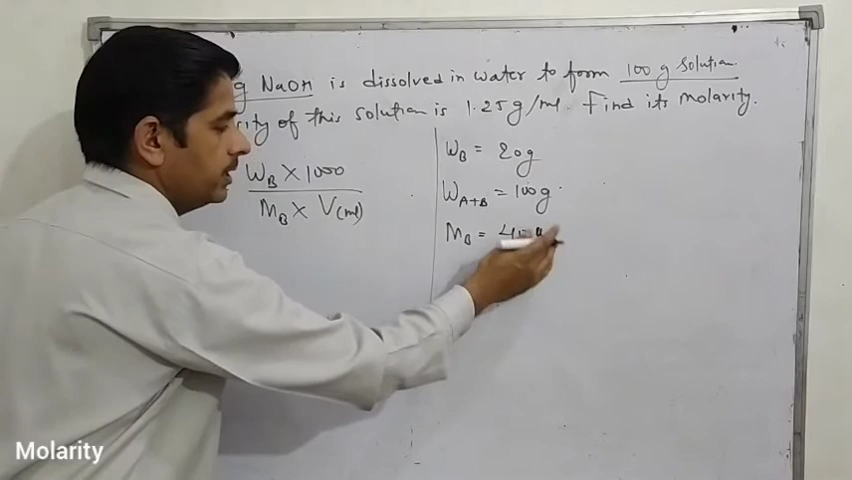 g NaOH is dissolved in water to form 100 g solution.
of this solution is 1.25 g/ml. Find its molarity.
W_B × 1000
M_B × V(ml)
W_B = 20g
W_A+B = 100g.
M_B = 40
Molarity